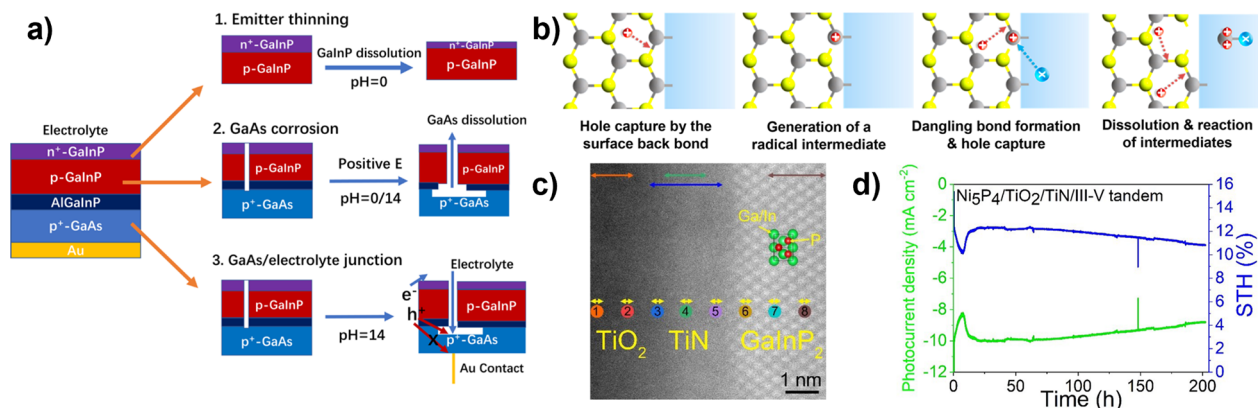 a)
1. Emitter thinning
n⁺-GaInP
p-GaInP
GaInP dissolution
pH=0
n⁺-GaInP
p-GaInP
Electrolyte
n⁺-GaInP
p-GaInP
AlGaInP
p⁺-GaAs
Au
2. GaAs corrosion
p-GaInP
p⁺-GaAs
Positive E
pH=0/14
GaAs dissolution
p-GaInP
p⁺-GaAs
3. GaAs/electrolyte junction
p-GaInP
p⁺-GaAs
pH=14
Electrolyte
e⁻
h⁺
X
p-GaInP
p⁺-GaAs
Au Contact
b)
Hole capture by the
surface back bond
Generation of a
radical intermediate
Dangling bond formation
& hole capture
Dissolution & reaction
of intermediates
c)
Ga/In
P
1 2 3 4 5 6 7 8
TiO₂ TiN GaInP₂
1 nm
d)
Ni₅P₄/TiO₂/TiN/III-V tandem
Photocurrent density (mA cm⁻²)
0
-2
-4
-6
-8
-10
-12
0 50 100 150 200
Time (h)
16
14
12
10
8
6
4
2
0
STH (%)